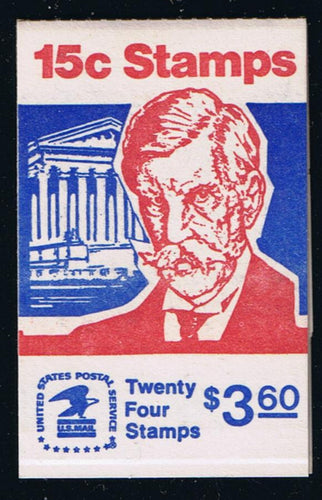 15c Stamps
UNITED STATES POSTAL SERVICE
U.S.MAIL
Twenty
Four
Stamps
$3.60